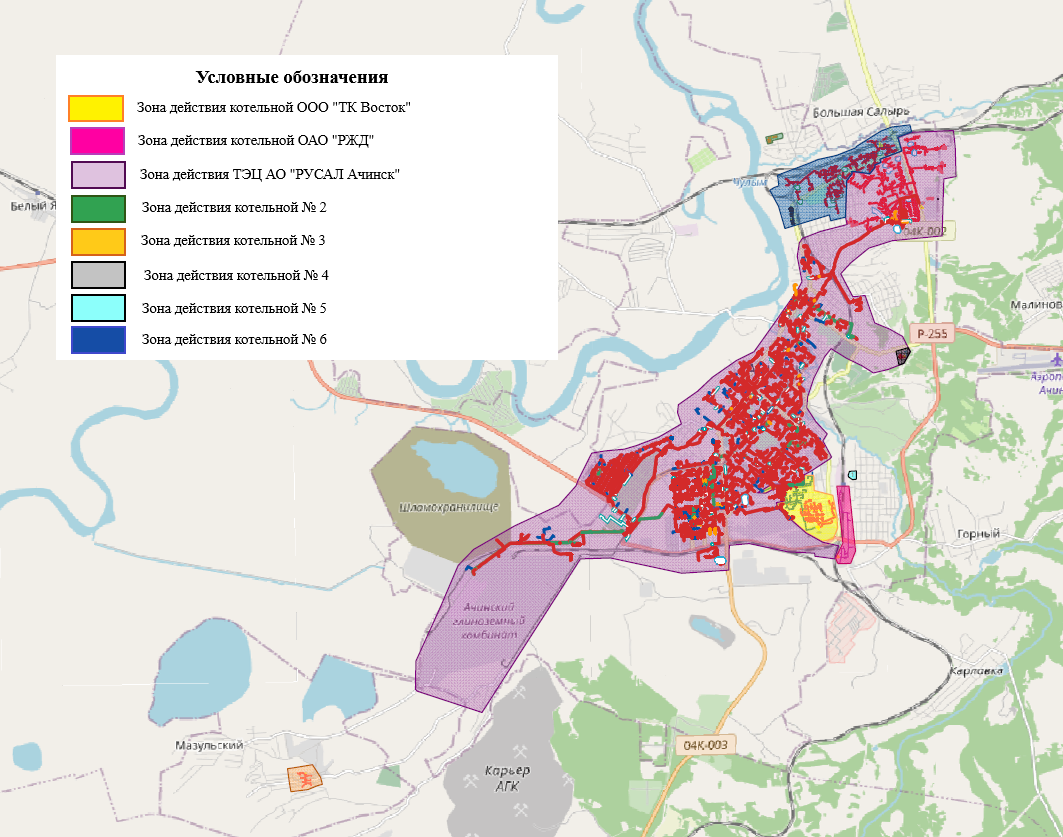 Условные обозначения
Зона действия котельной ООО "ТК Восток"
Зона действия котельной ОАО "РЖД"
Зона действия ТЭЦ АО "РУСАЛ Ачинск"
Зона действия котельной № 2
Зона действия котельной № 3
Зона действия котельной № 4
Зона действия котельной № 5
Зона действия котельной № 6
Большая Салырь
Чулым
Белый Я
04К-002
Малинов
Р-255
Аэропо
Ачин
Шламохранилище
Горный
Ачинский
глиноземный
комбинат
Карловка
Мазульский
04К-003
Карьер
АГК